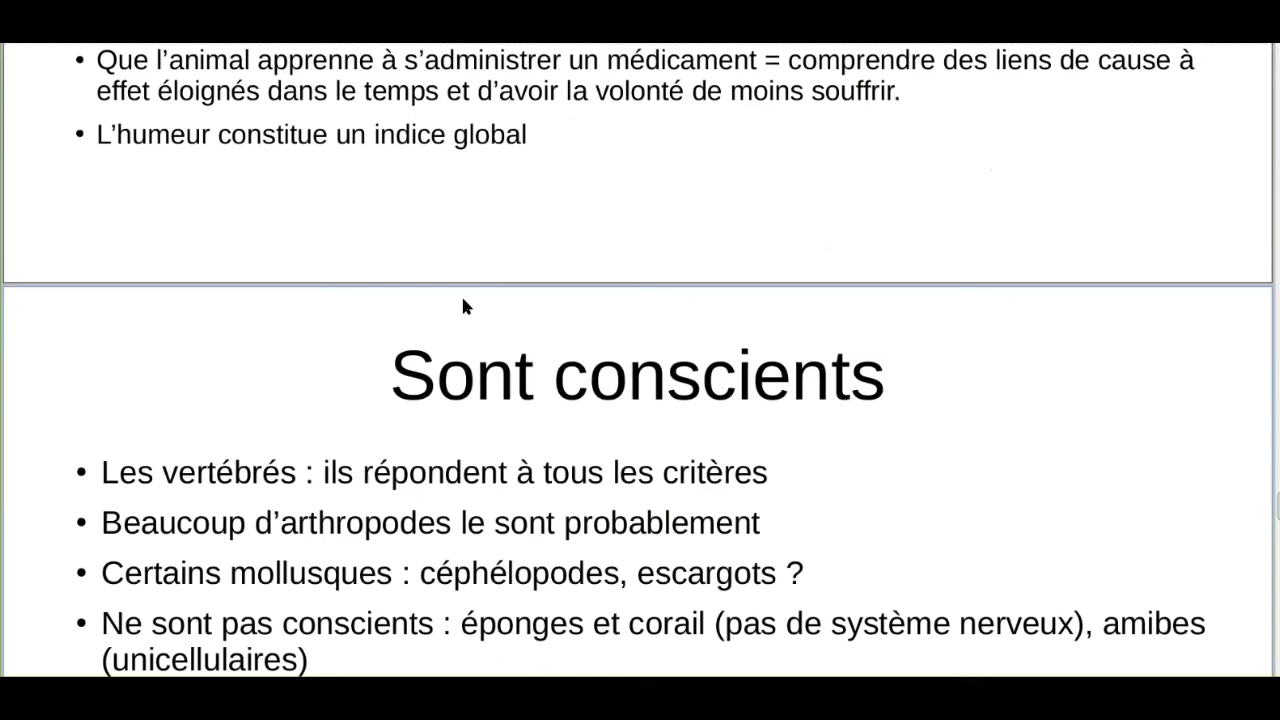 • Que l’animal apprenne à s’administrer un médicament = comprendre des liens de cause à
effet éloignés dans le temps et d’avoir la volonté de moins souffrir.
• L’humeur constitue un indice global
Sont conscients
• Les vertébrés : ils répondent à tous les critères
• Beaucoup d’arthropodes le sont probablement
• Certains mollusques : céphélopodes, escargots ?
• Ne sont pas conscients : éponges et corail (pas de système nerveux), amibes
(unicellulaires)